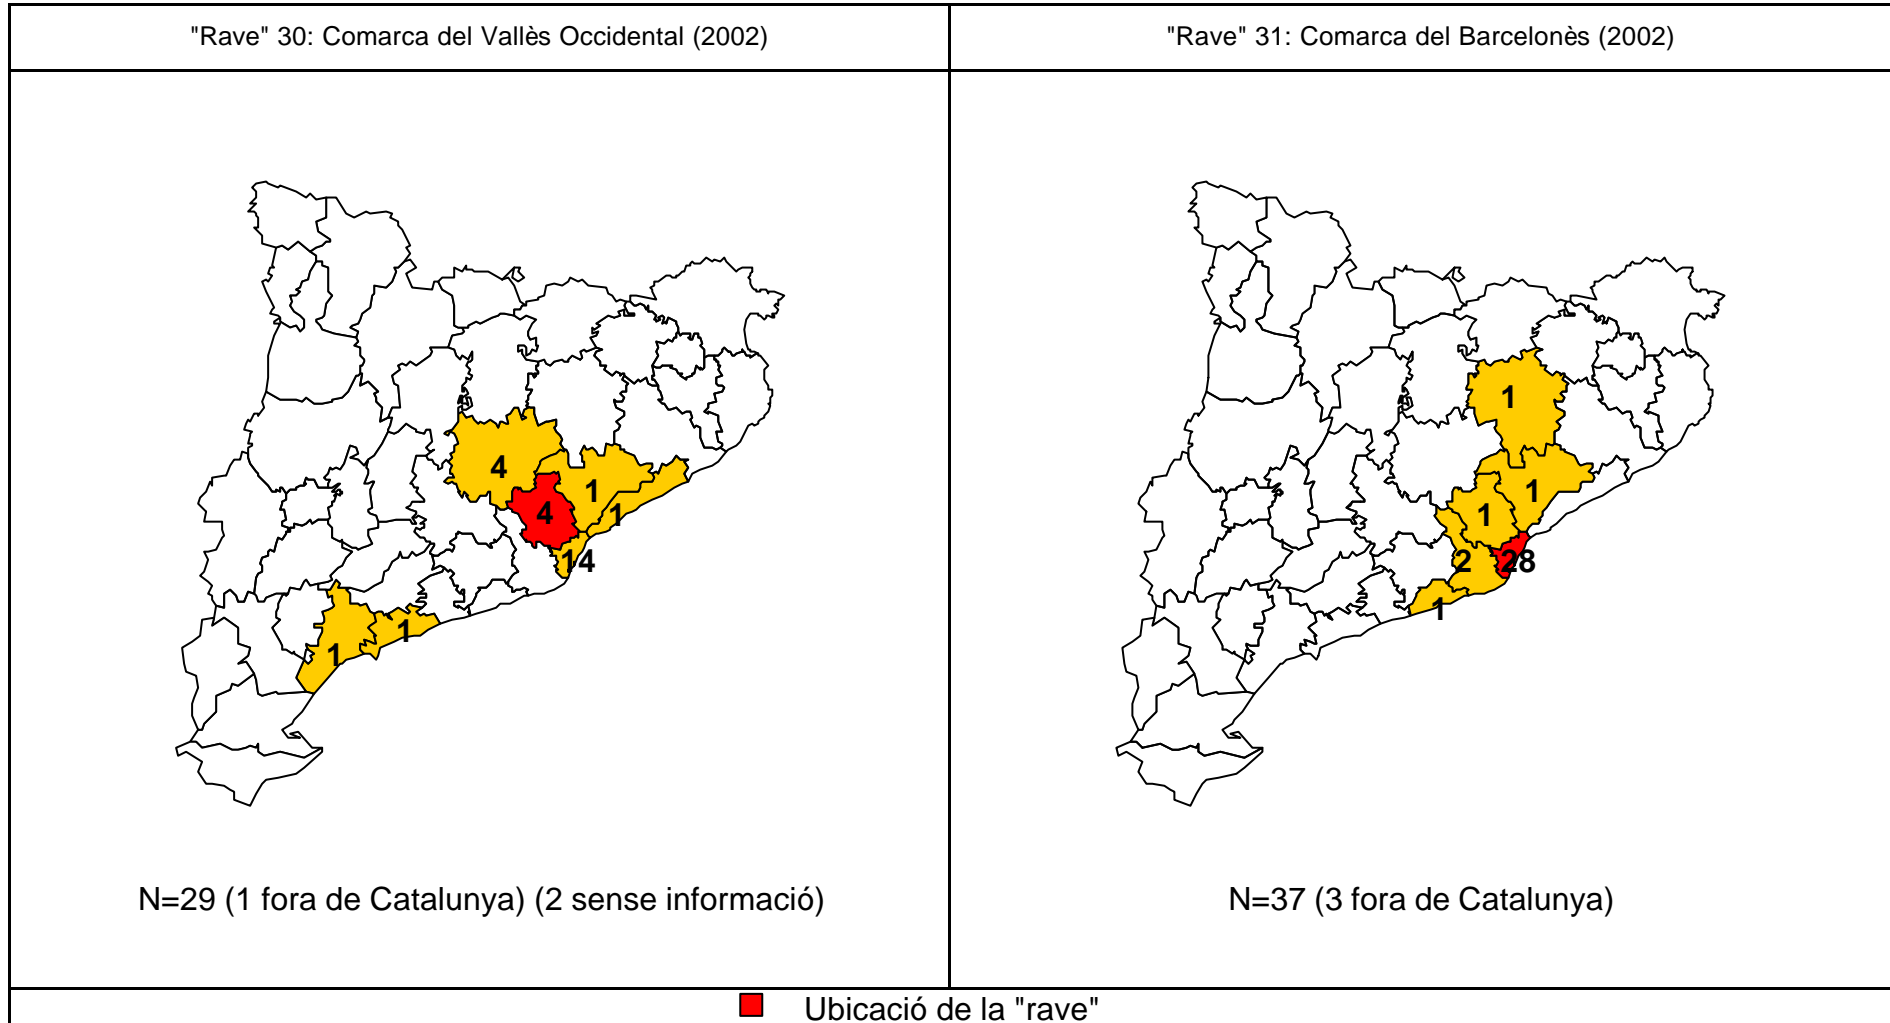 "Rave" 30: Comarca del Vallès Occidental (2002)
"Rave" 31: Comarca del Barcelonès (2002)
4
1
4
1
14
1
1
N=29 (1 fora de Catalunya) (2 sense informació)
1
1
1
2
28
1
N=37 (3 fora de Catalunya)
Ubicació de la "rave"